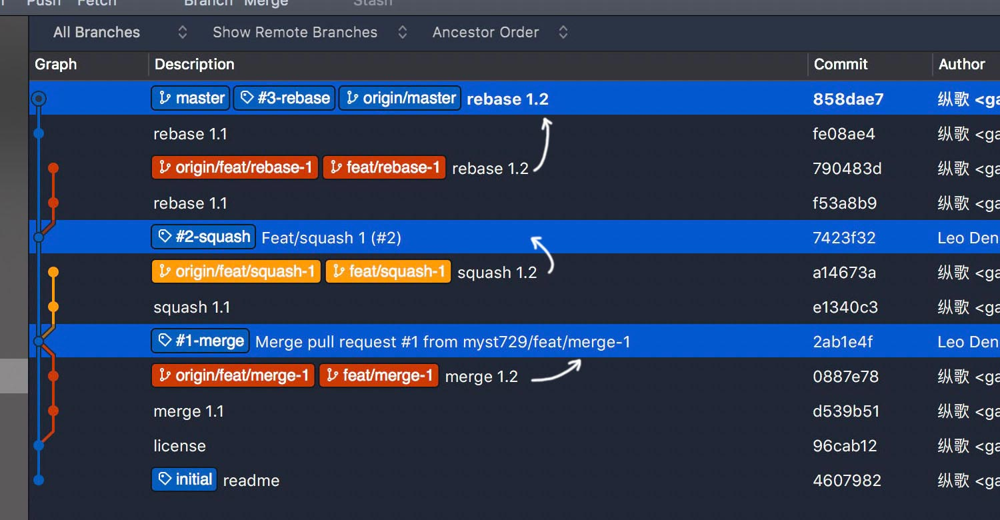 Push Fetch Branch Merge Stash
All Branches Show Remote Branches Ancestor Order
Graph Description Commit Author
master #3-rebase origin/master rebase 1.2 858dae7 纵歌 <ga
rebase 1.1 fe08ae4 纵歌 <ga
origin/feat/rebase-1 feat/rebase-1 rebase 1.2 790483d 纵歌 <ga
rebase 1.1 f53a8b9 纵歌 <ga
#2-squash Feat/squash 1 (#2) 7423f32 Leo Den
origin/feat/squash-1 feat/squash-1 squash 1.2 a14673a 纵歌 <ga
squash 1.1 e1340c3 纵歌 <ga
#1-merge Merge pull request #1 from myst729/feat/merge-1 2ab1e4f Leo Den
origin/feat/merge-1 feat/merge-1 merge 1.2 0887e78 纵歌 <ga
merge 1.1 d539b51 纵歌 <ga
license 96cab12 纵歌 <ga
initial readme 4607982 纵歌 <ga